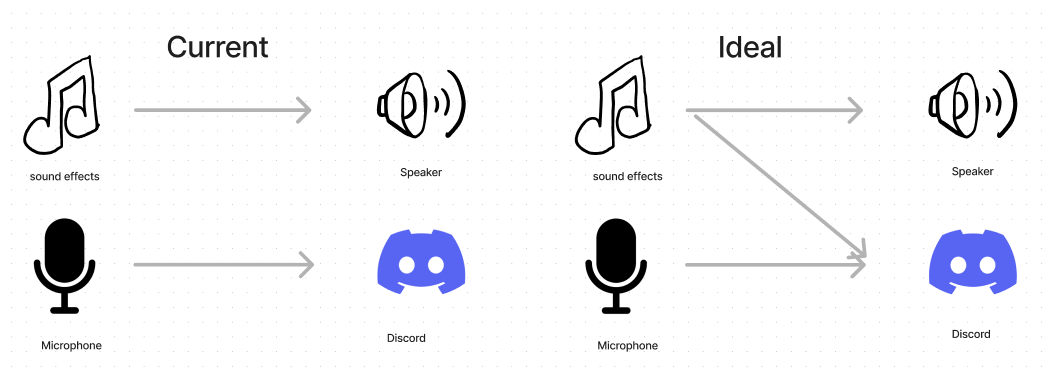 Current
sound effects
Speaker
Microphone
Discord
Ideal
sound effects
Speaker
Microphone
Discord